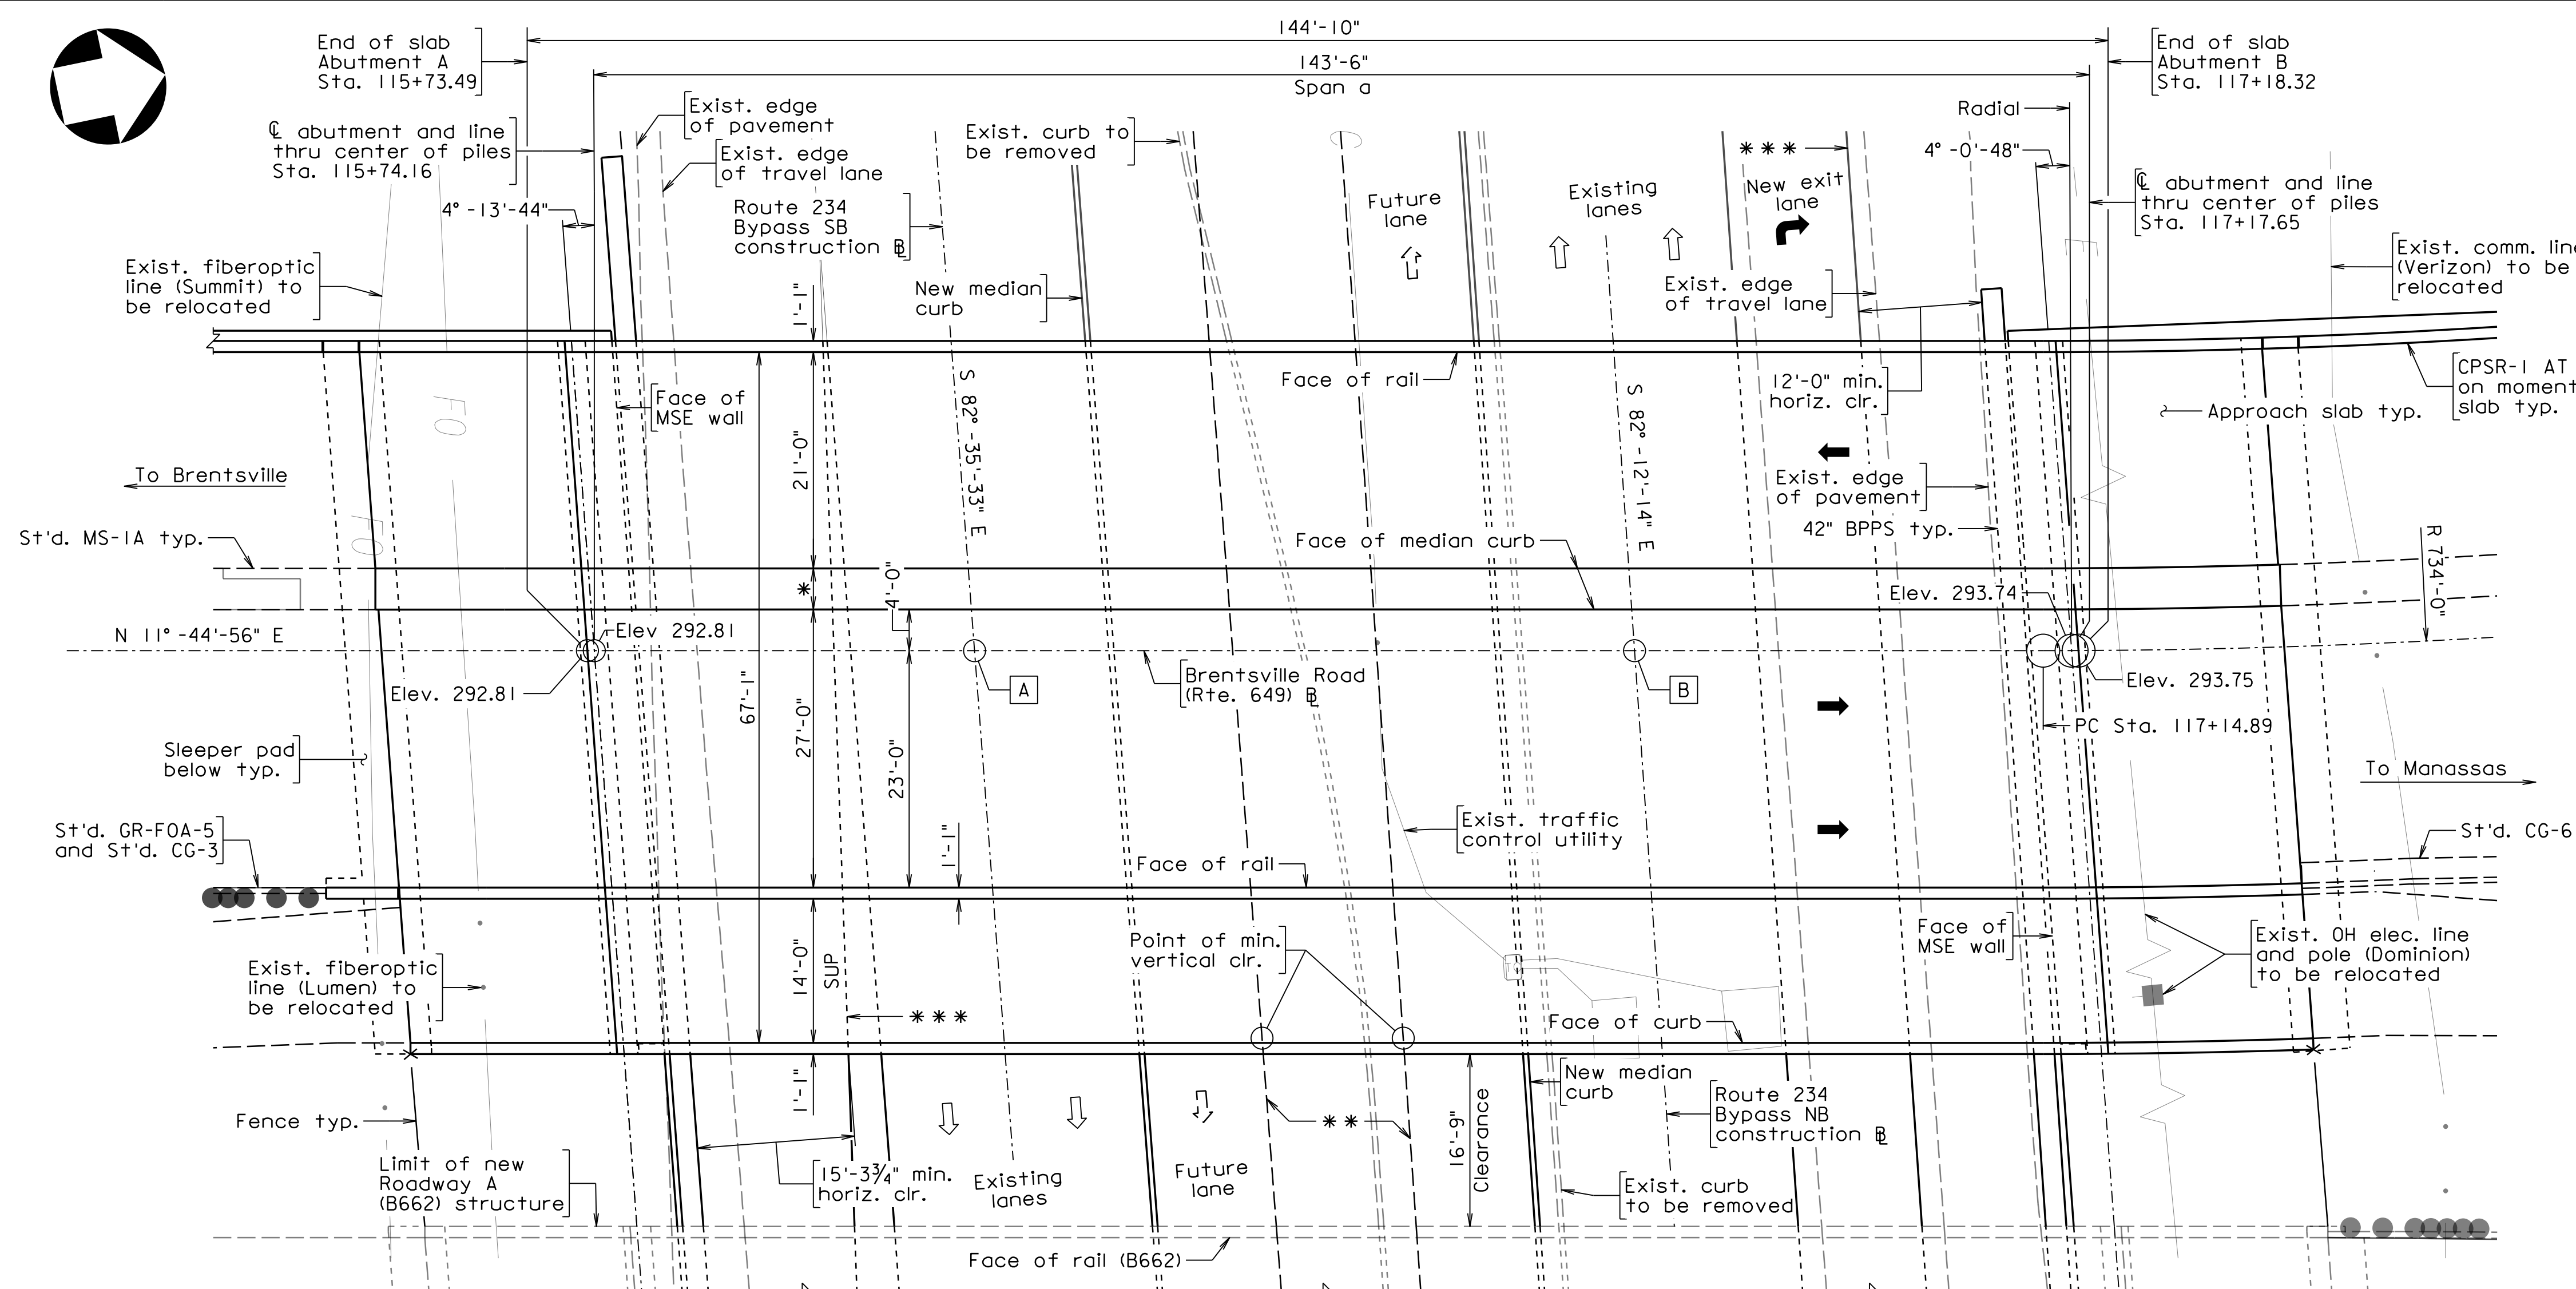 144'-10"
End of slab
Abutment A
Sta. 115+73.49
143'-6"
Span a
End of slab
Abutment B
Sta. 117+18.32
Exist. edge
of pavement
Radial
℄ abutment and line
thru center of piles
Sta. 115+74.16
Exist. edge
of travel lane
Exist. curb to
be removed
***
4°-0'-48"
New exit
lane
Existing
lanes
Future
lane
℄ abutment and line
thru center of piles
Sta. 117+17.65
4°-13'-44"
Route 234
Bypass SB
construction BL
Exist. fiberoptic
line (Summit) to
be relocated
New median
curb
1'-1"
Exist. edge
of travel lane
Exist. comm. line
(Verizon) to be
relocated
Face of rail
12'-0" min.
horiz. clr.
CPSR-1 AT
on moment
slab typ.
Face of
MSE wall
Approach slab typ.
FO
S 82°-35'-33" E
S 82°-12'-14" E
21'-0"
To Brentsville
Exist. edge
of pavement
42" BPPS typ.
St'd. MS-1A typ.
FO
Face of median curb
R 734'-0"
*
4'-0"
Elev. 293.74
N 11°-44'-56" E
Elev 292.81
Elev. 292.81
A
Brentsville Road
(Rte. 649) BL
B
Elev. 293.75
67'-1"
27'-0"
23'-0"
PC Sta. 117+14.89
Sleeper pad
below typ.
To Manassas
St'd. GR-FOA-5
and St'd. CG-3
1'-1"
Exist. traffic
control utility
St'd. CG-6
Face of rail
Point of min.
vertical clr.
Face of
MSE wall
Exist. OH elec. line
and pole (Dominion)
to be relocated
Exist. fiberoptic
line (Lumen) to
be relocated
14'-0"
SUP
***
Face of curb
1'-1"
New median
curb
Route 234
Bypass NB
construction BL
Fence typ.
**
16'-9"
Clearance
Limit of new
Roadway A
(B662) structure
15'-3¾" min.
horiz. clr.
Existing
lanes
Future
lane
Exist. curb
to be removed
Face of rail (B662)